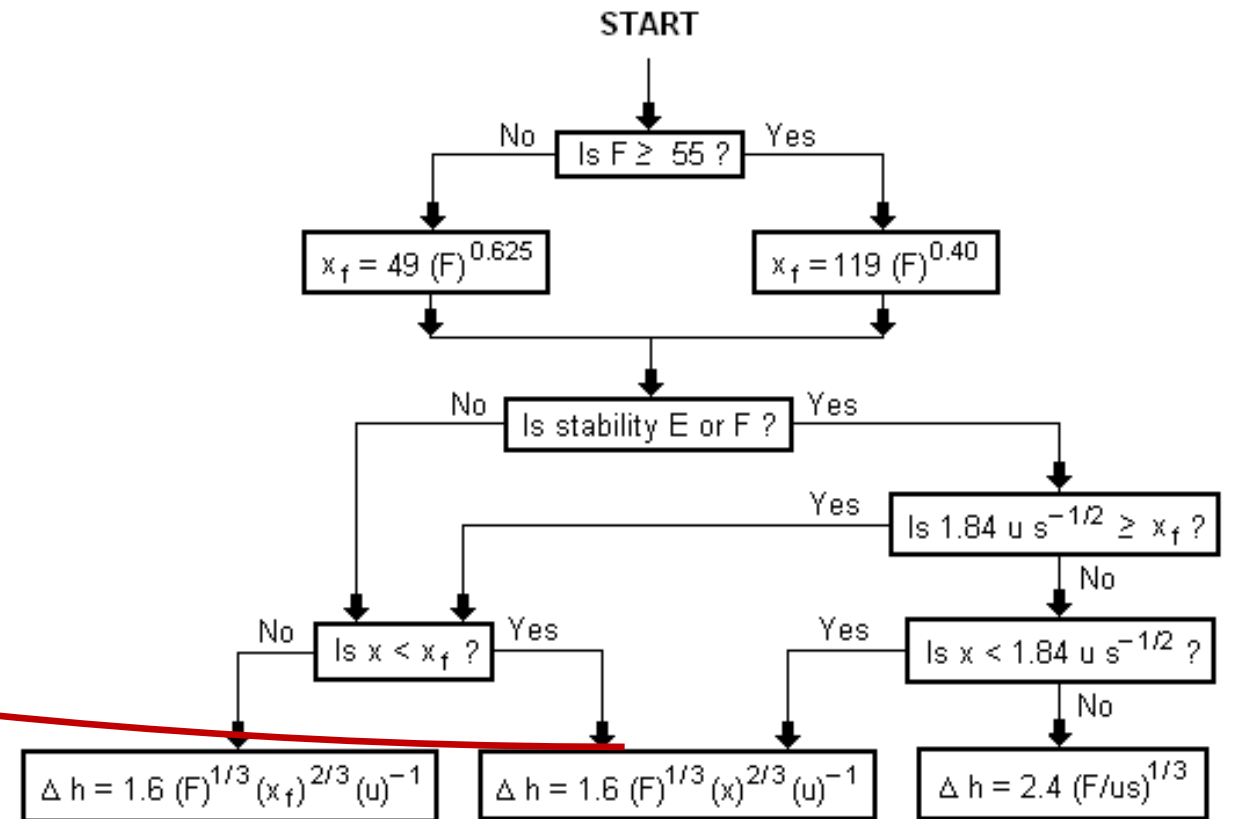 START
No
Yes
Is F ≥ 55 ?
x_f = 49 (F)^0.625
x_f = 119 (F)^0.40
No
Yes
Is stability E or F ?
Yes
Is 1.84 u s^−1/2 ≥ x_f ?
No
No
Yes
Yes
Is x < x_f ?
Is x < 1.84 u s^−1/2 ?
No
Δ h = 1.6 (F)^1/3 (x_f)^2/3 (u)^−1
Δ h = 1.6 (F)^1/3 (x)^2/3 (u)^−1
Δ h = 2.4 (F/us)^1/3